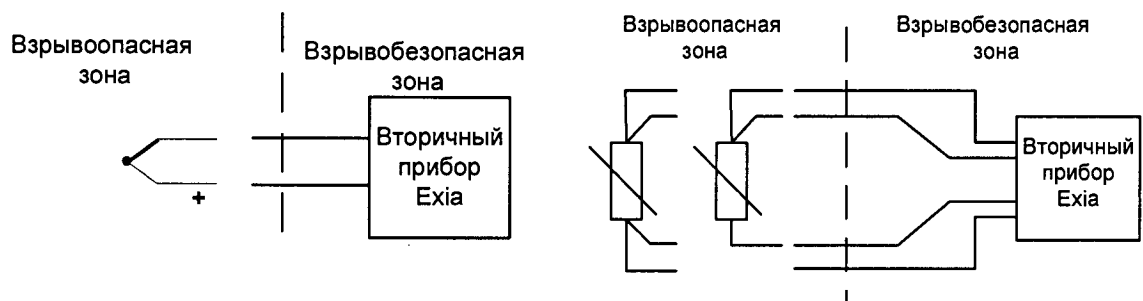 Взрывоопасная
зона
Взрывобезопасная
зона
Вторичный
прибор
Exia
+
Взрывоопасная
зона
Взрывобезопасная
зона
Вторичный
прибор
Exia